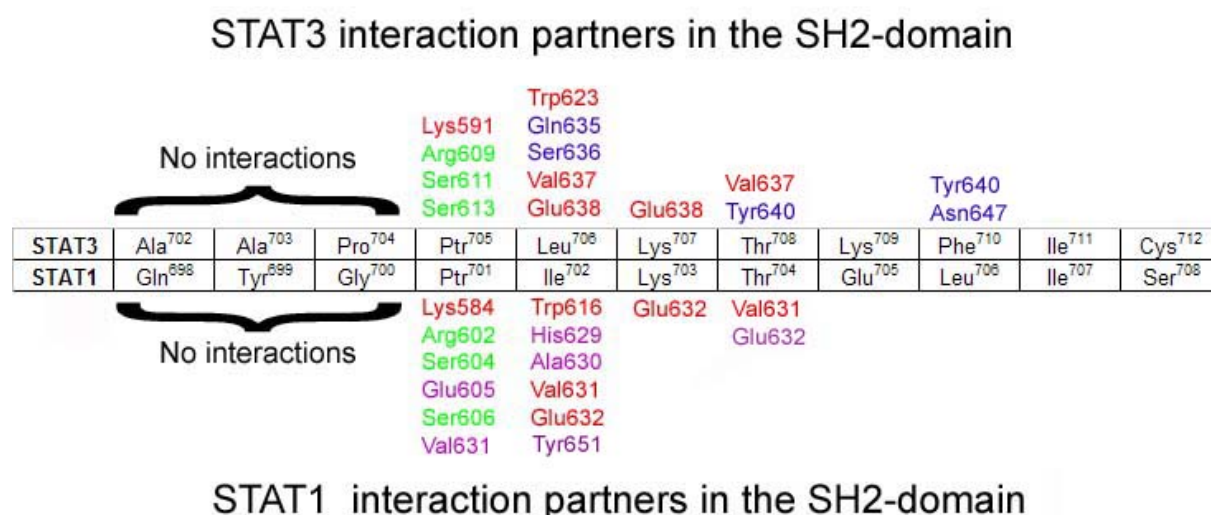 STAT3 interaction partners in the SH2-domain
Trp623
Lys591 Gln635
No interactions Arg609 Ser636
Ser611 Val637 Val637 Tyr640
Ser613 Glu638 Glu638 Tyr640 Asn647
STAT3 Ala702 Ala703 Pro704 Ptr705 Leu706 Lys707 Thr708 Lys709 Phe710 Ile711 Cys712
STAT1 Gln698 Tyr699 Gly700 Ptr701 Ile702 Lys703 Thr704 Glu705 Leu706 Ile707 Ser708
Lys584 Trp616 Glu632 Val631
No interactions Arg602 His629 Glu632
Ser604 Ala630
Glu605 Val631
Ser606 Glu632
Val631 Tyr651
STAT1 interaction partners in the SH2-domain